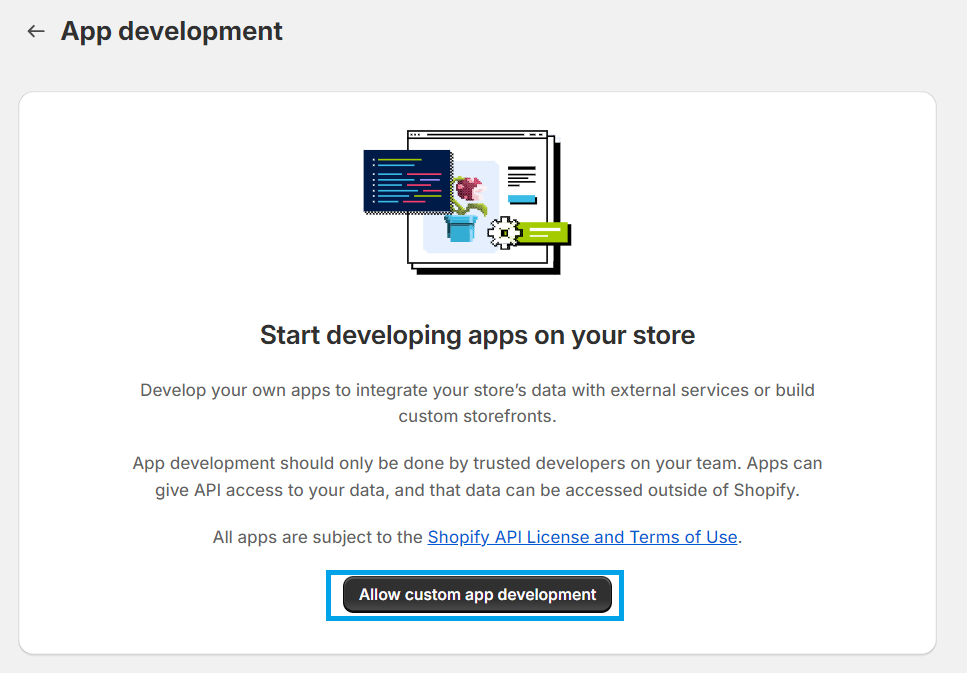 App development
Start developing apps on your store
Develop your own apps to integrate your store’s data with external services or build
custom storefronts.
App development should only be done by trusted developers on your team. Apps can
give API access to your data, and that data can be accessed outside of Shopify.
All apps are subject to the Shopify API License and Terms of Use.
Allow custom app development